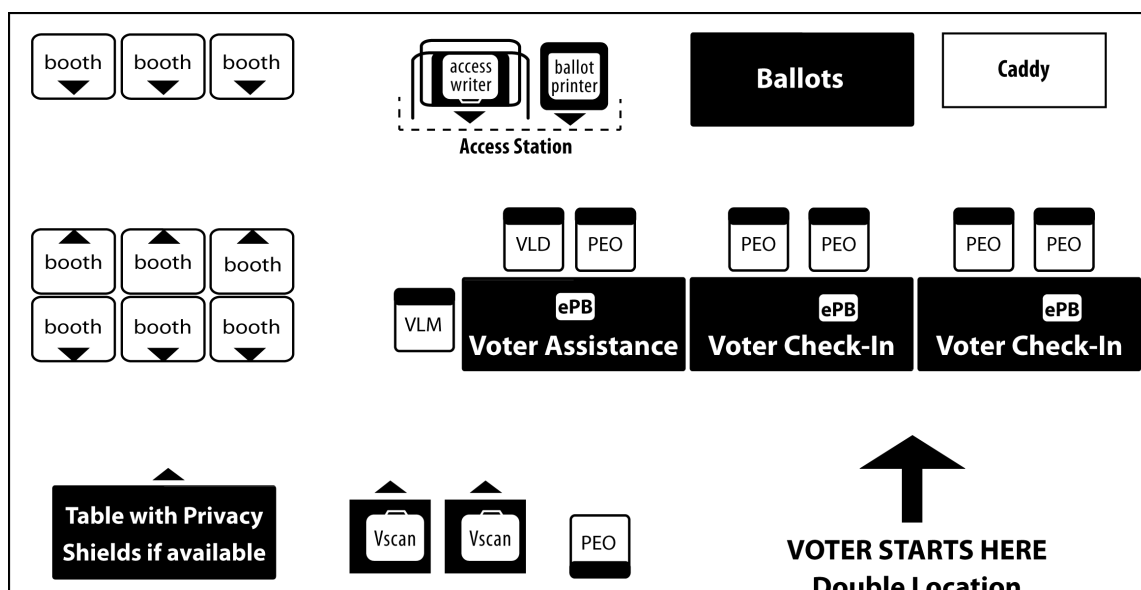 booth booth booth
access
writer
ballot
printer
Access Station
Ballots
Caddy
booth booth booth
booth booth booth
VLM
VLD PEO
ePB
Voter Assistance
PEO PEO
ePB
Voter Check-In
PEO PEO
ePB
Voter Check-In
Table with Privacy
Shields if available
Vscan Vscan
PEO
VOTER STARTS HERE
Double Location